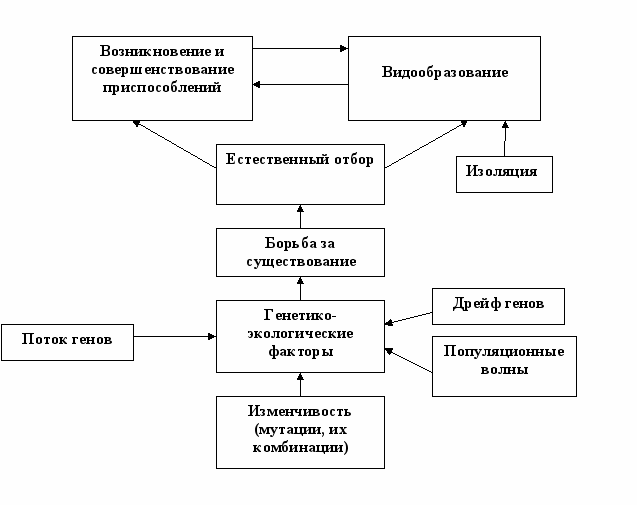 Возникновение и
совершенствование
приспособлений
Видообразование
Естественный отбор
Изоляция
Борьба за
существование
Генетико-
экологические
факторы
Дрейф генов
Поток генов
Популяционные
волны
Изменчивость
(мутации, их
комбинации)